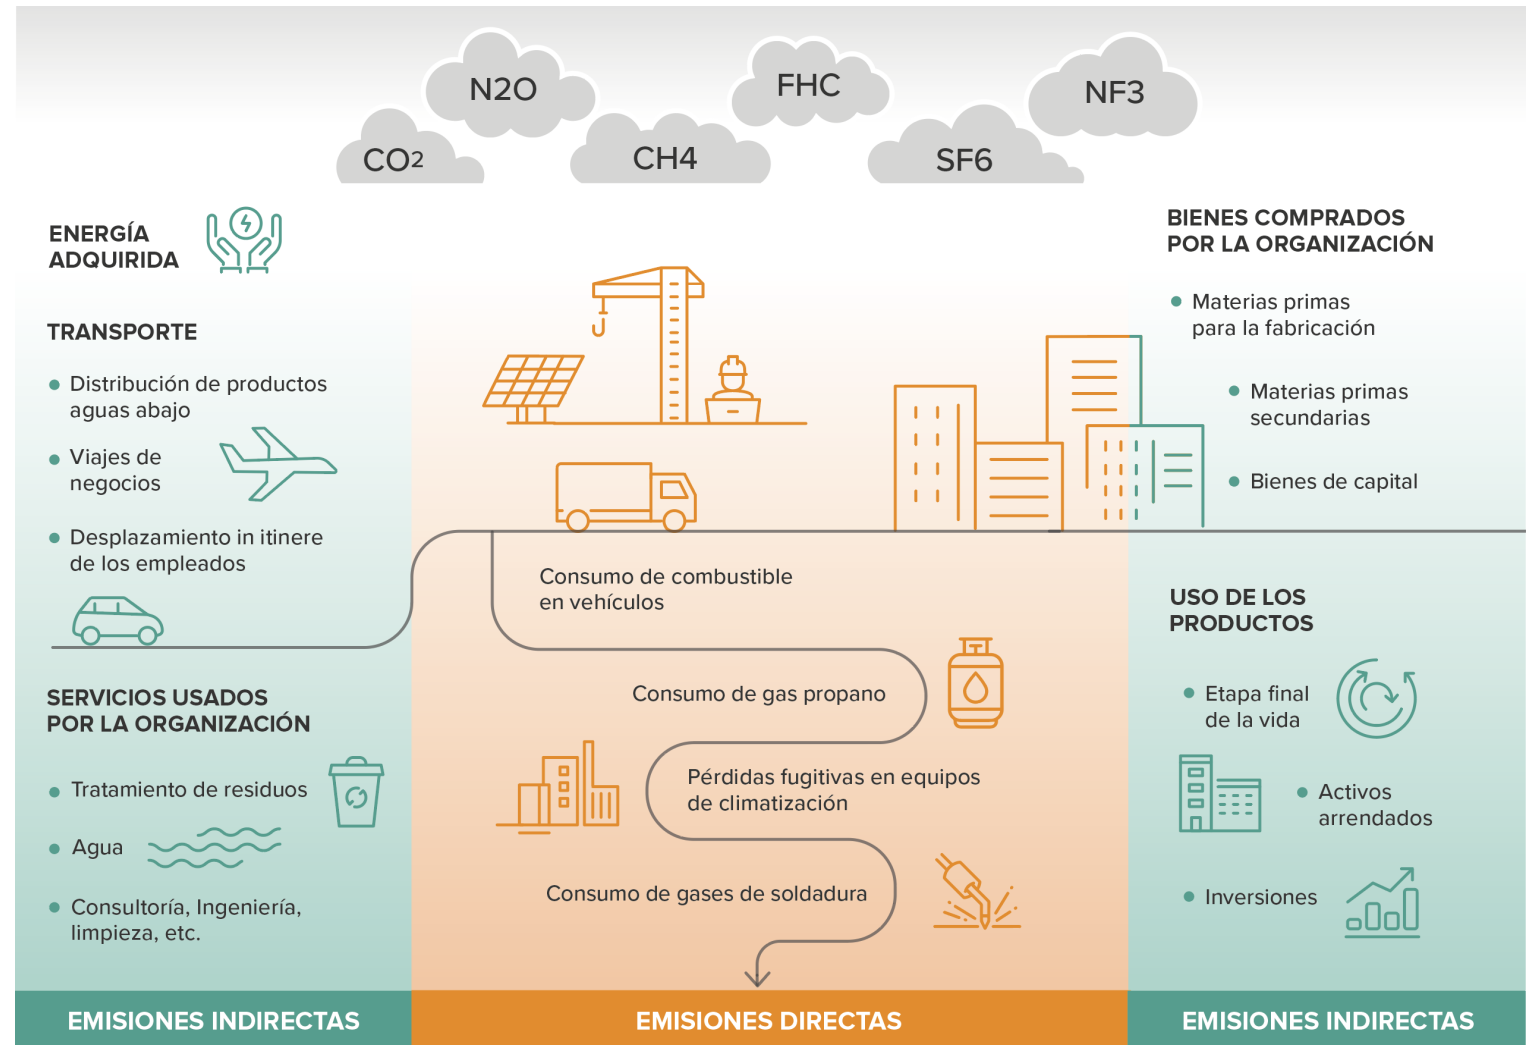 N2O
FHC
NF3
CO2
CH4
SF6
ENERGÍA
ADQUIRIDA
TRANSPORTE
Distribución de productos
aguas abajo
Viajes de
negocios
Desplazamiento in itinere
de los empleados
SERVICIOS USADOS
POR LA ORGANIZACIÓN
Tratamiento de residuos
Agua
Consultoría, Ingeniería,
limpieza, etc.
EMISIONES INDIRECTAS
Consumo de combustible
en vehículos
Consumo de gas propano
Pérdidas fugitivas en equipos
de climatización
Consumo de gases de soldadura
EMISIONES DIRECTAS
BIENES COMPRADOS
POR LA ORGANIZACIÓN
Materias primas
para la fabricación
Materias primas
secundarias
Bienes de capital
USO DE LOS
PRODUCTOS
Etapa final
de la vida
Activos
arrendados
Inversiones
EMISIONES INDIRECTAS